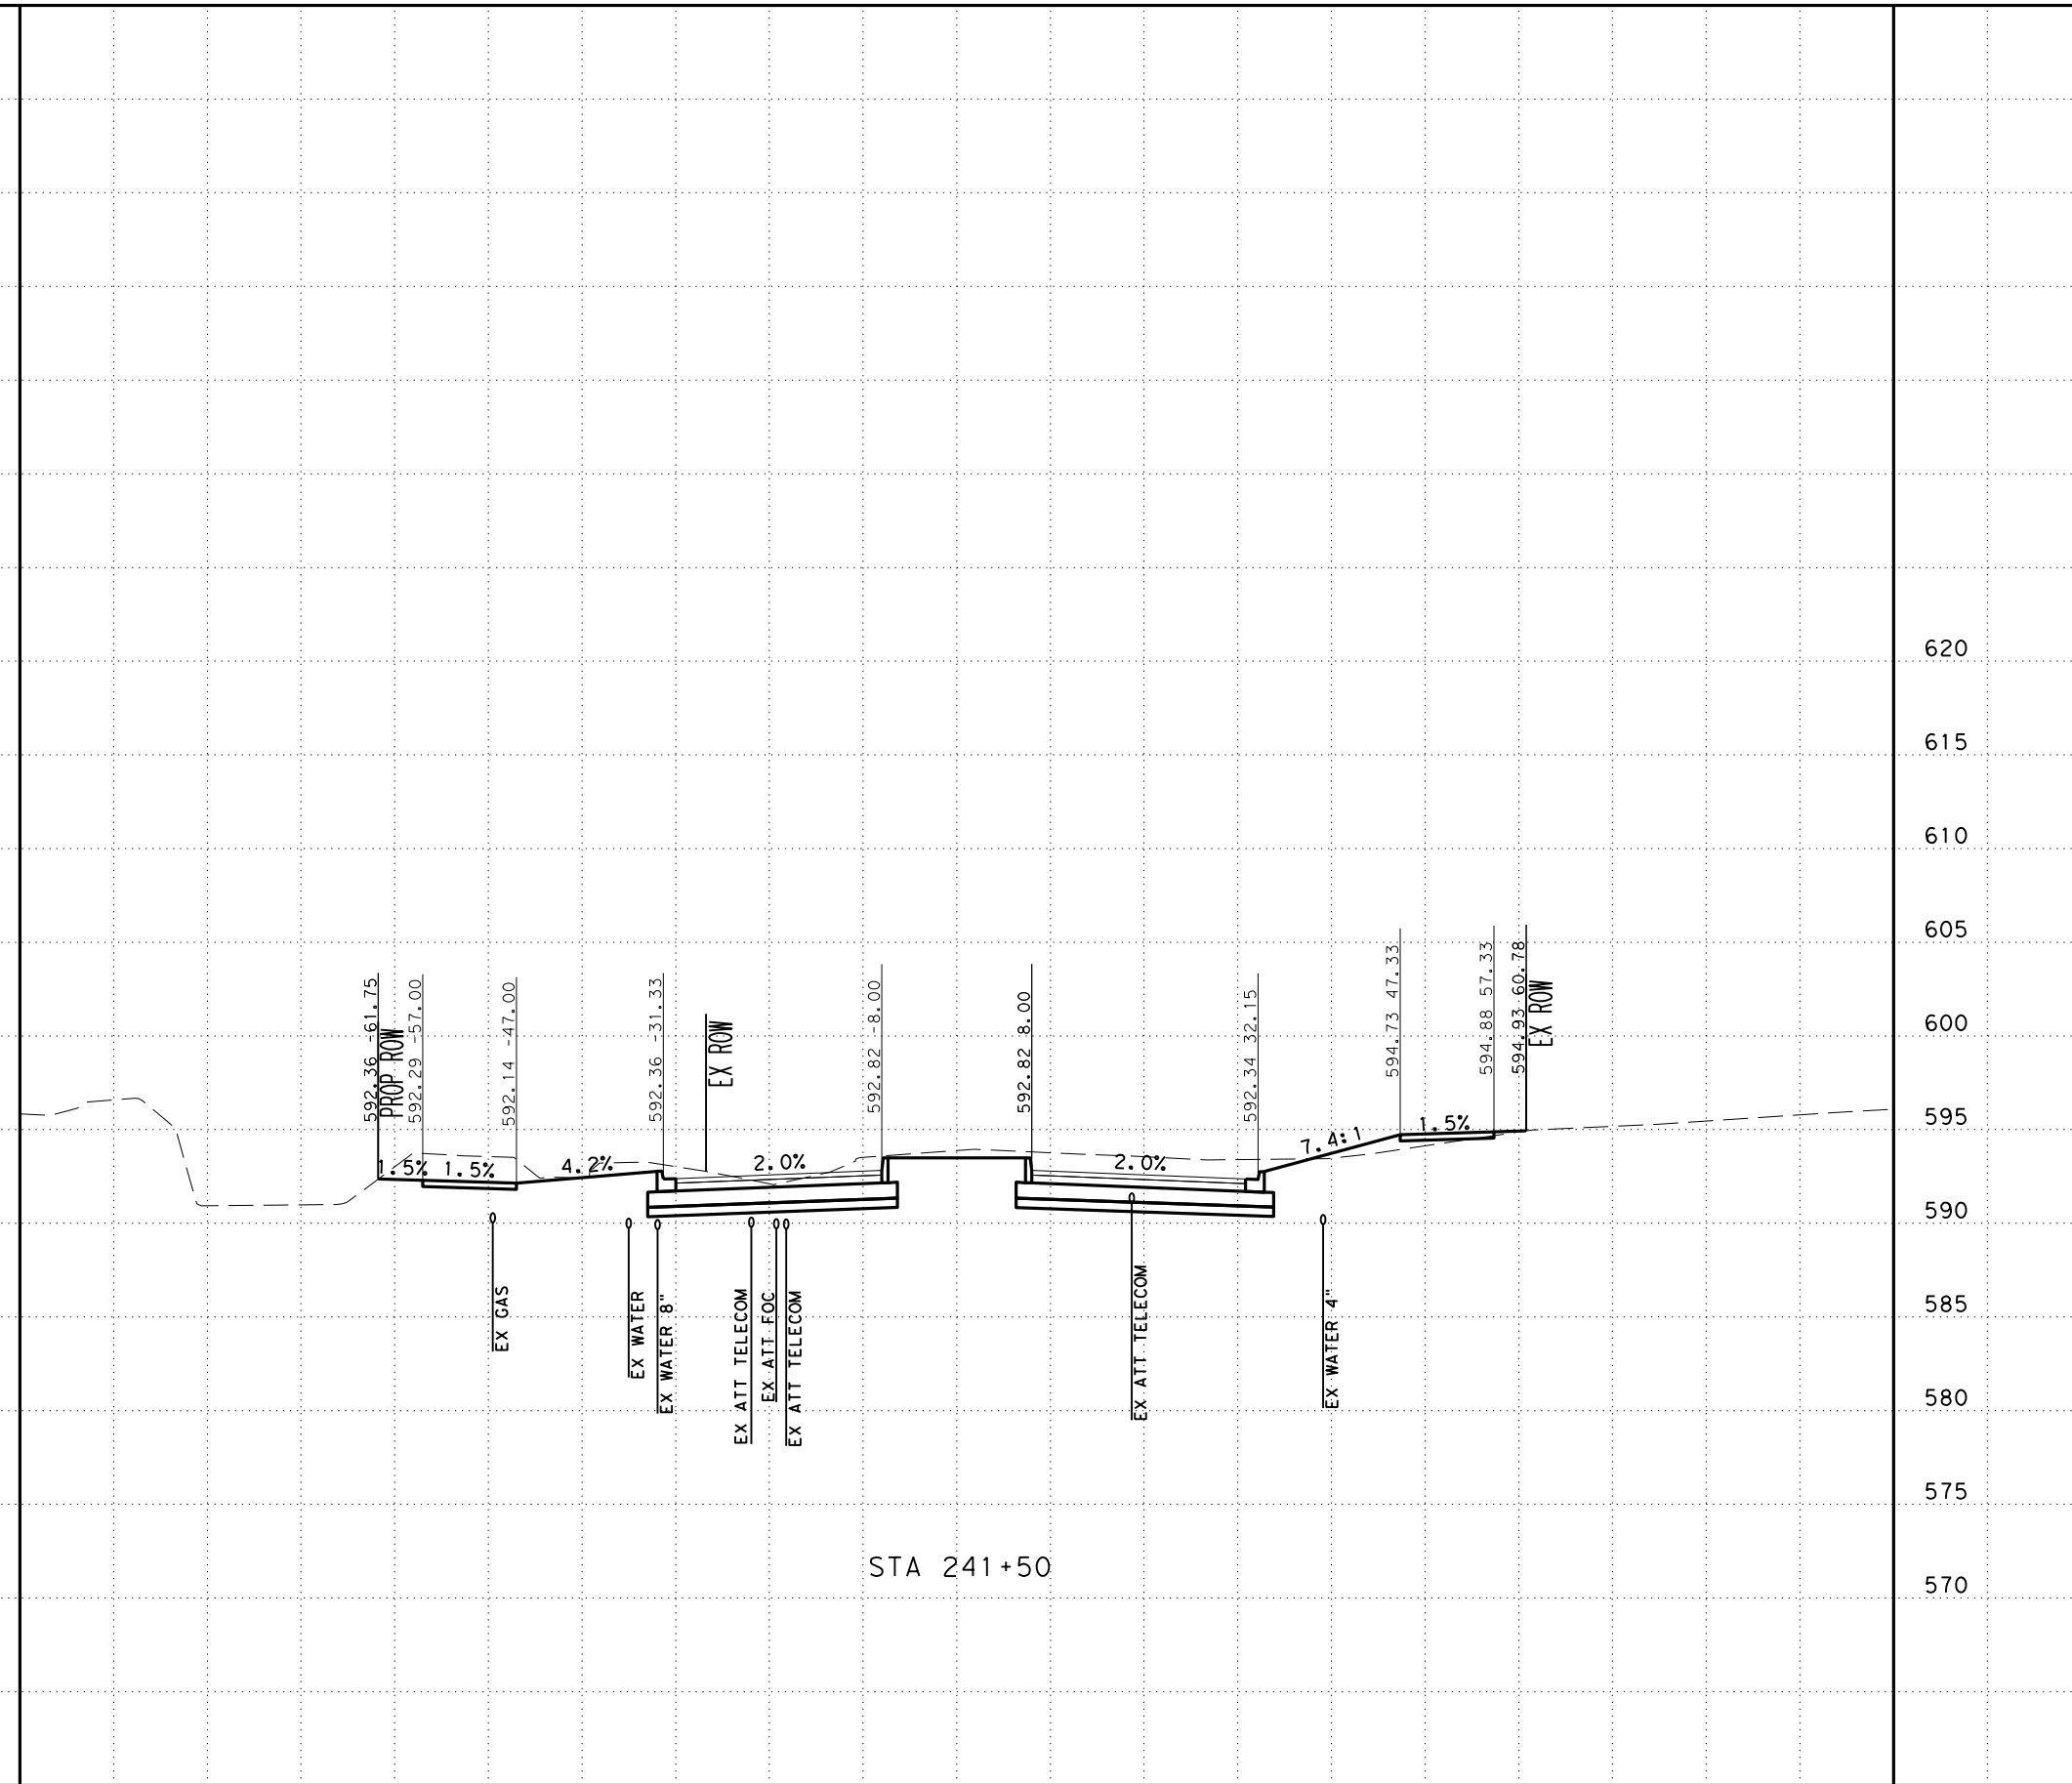 620
615
610
605
600
595
590
585
580
575
570
592.36 -61.75
PROP ROW
592.29 -57.00
592.14 -47.00
592.36 -31.33
EX ROW
592.82 -8.00
592.82 8.00
592.34 32.15
594.73 47.33
594.88 57.33
594.93 60.78
EX ROW
1.5%
1.5%
4.2%
2.0%
2.0%
7.4:1
1.5%
EX GAS
EX WATER
EX WATER 8"
EX ATT TELECOM
EX ATT FOC
EX ATT TELECOM
EX ATT TELECOM
EX WATER 4"
STA 241+50